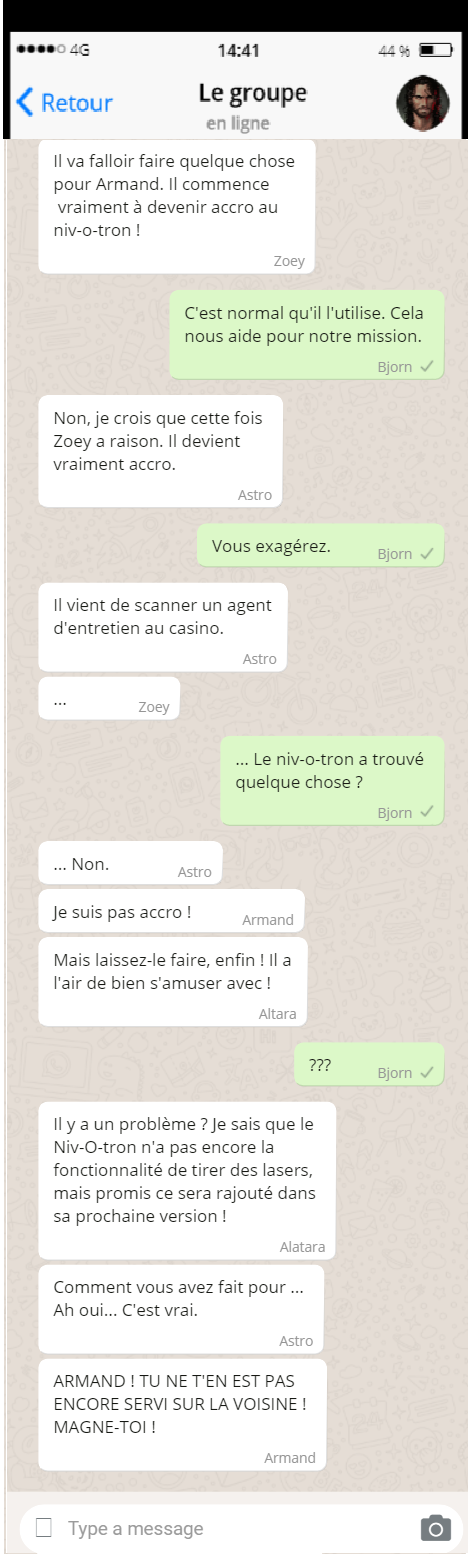 4G 14:41 44 %
Retour Le groupe
en ligne
Il va falloir faire quelque chose
pour Armand. Il commence
vraiment à devenir accro au
niv-o-tron !
Zoey
C'est normal qu'il l'utilise. Cela
nous aide pour notre mission.
Bjorn
Non, je crois que cette fois
Zoey a raison. Il devient
vraiment accro.
Astro
Vous exagérez. Bjorn
Il vient de scanner un agent
d'entretien au casino.
Astro
... Zoey
... Le niv-o-tron a trouvé
quelque chose ?
Bjorn
... Non. Astro
Je suis pas accro ! Armand
Mais laissez-le faire, enfin ! Il a
l'air de bien s'amuser avec !
Altara
??? Bjorn
Il y a un problème ? Je sais que le
Niv-O-tron n'a pas encore la
fonctionnalité de tirer des lasers,
mais promis ce sera rajouté dans
sa prochaine version !
Alatara
Comment vous avez fait pour ...
Ah oui... C'est vrai.
Astro
ARMAND ! TU NE T'EN EST PAS
ENCORE SERVI SUR LA VOISINE !
MAGNE-TOI !
Armand
Type a message